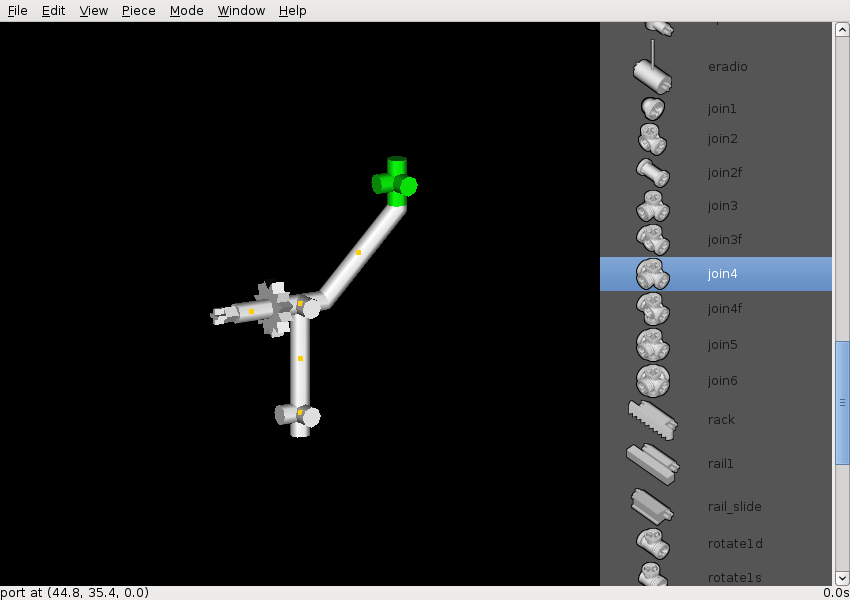 File Edit View Piece Mode Window Help
eradio
join1
join2
join2f
join3
join3f
join4
join4f
join5
join6
rack
rail1
rail_slide
rotate1d
rotate1s
port at (44.8, 35.4, 0.0) 0.0s